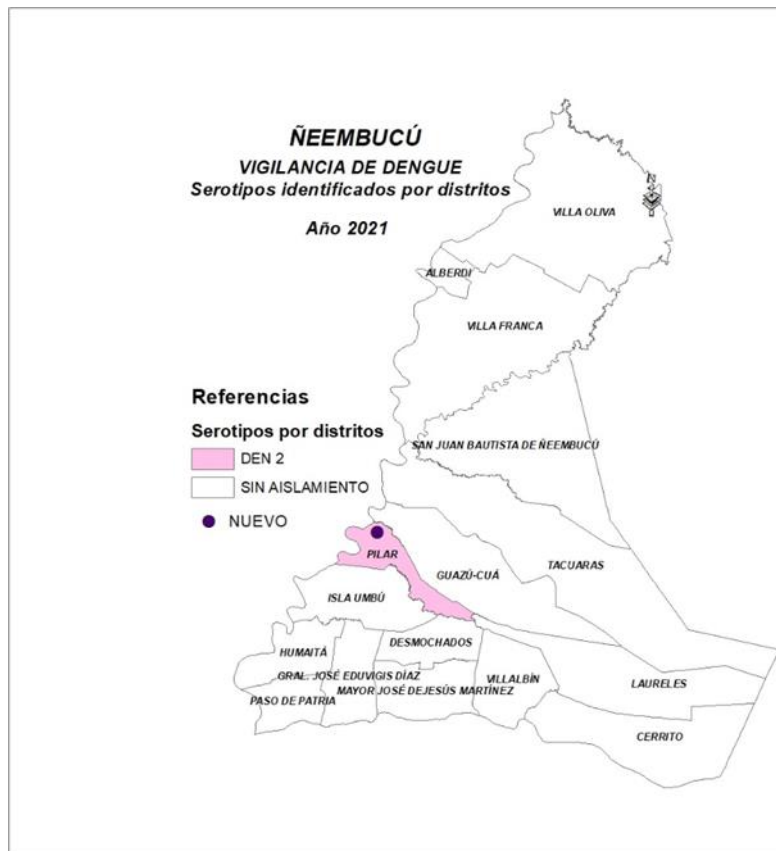 ÑEEMBUCÚ
VIGILANCIA DE DENGUE
Serotipos identificados por distritos
Año 2021
N
VILLA OLIVA
ALBERDI
VILLA FRANCA
Referencias
Serotipos por distritos
DEN 2
SIN AISLAMIENTO
NUEVO
SAN JUAN BAUTISTA DE ÑEEMBUCÚ
PILAR
GUAZÚ-CUÁ
TACUARAS
ISLA UMBÚ
DESMOCHADOS
HUMAITÁ
GRAL. JOSÉ EDUVIGIS DÍAZ
VILLALBÍN
LAURELES
PASO DE PATRIA
MAYOR JOSÉ DEJESÚS MARTÍNEZ
CERRITO